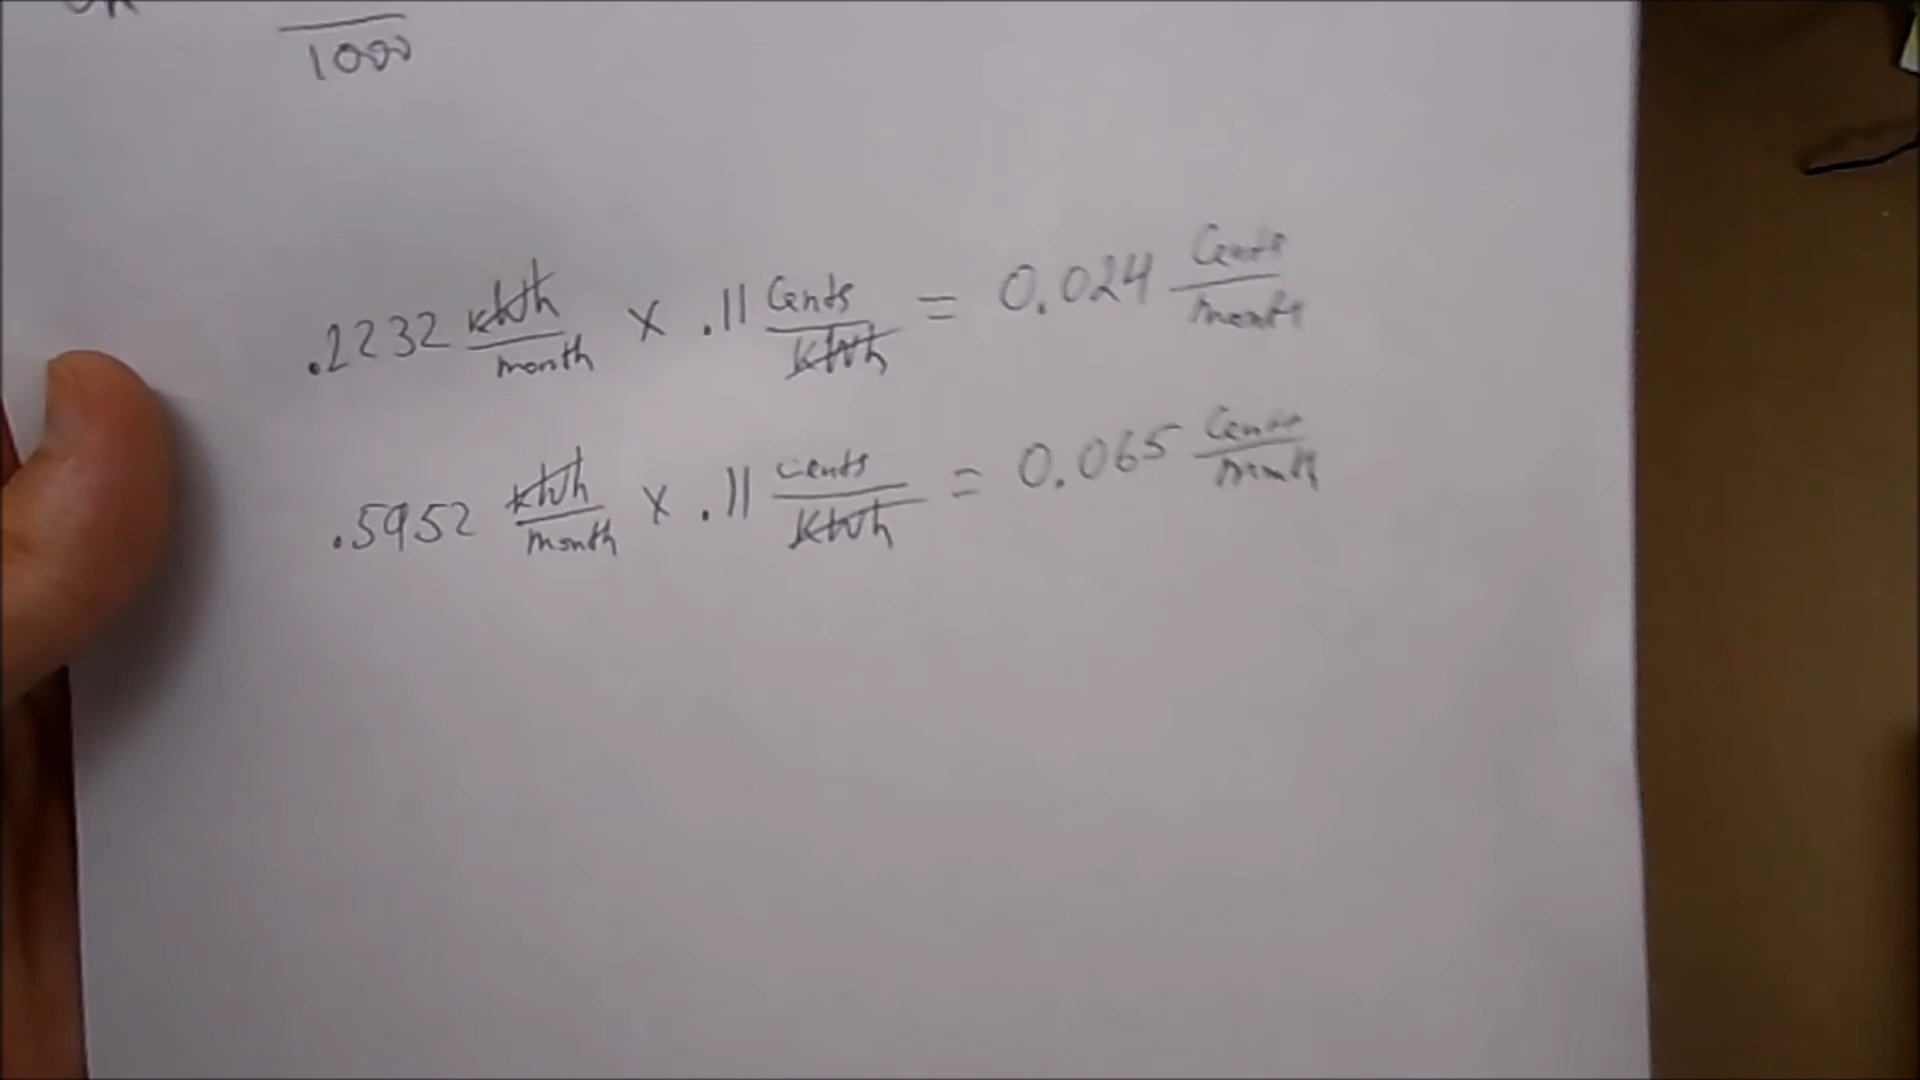 1000
.2232 kWh/month x .11 Cents/kWh = 0.024 Cents/month
.5952 kWh/month x .11 cents/kWh = 0.065 Cents/month